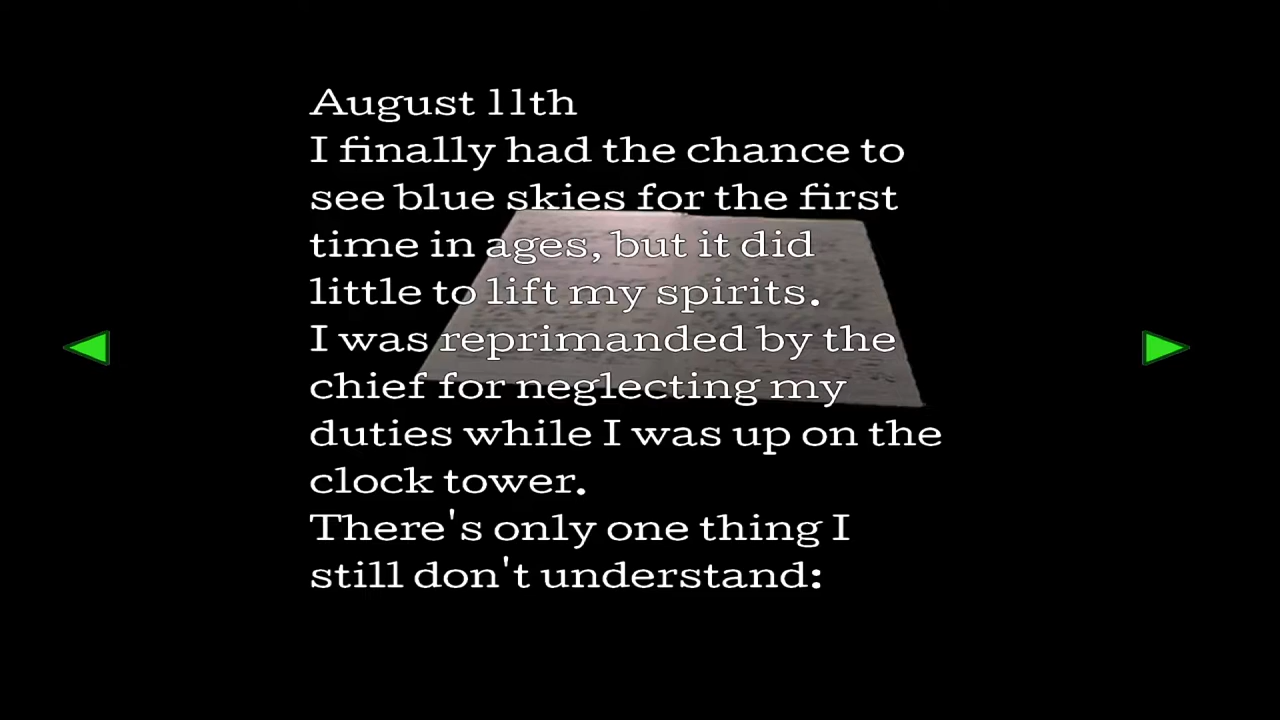 August 11th
I finally had the chance to
see blue skies for the first
time in ages, but it did
little to lift my spirits.
I was reprimanded by the
chief for neglecting my
duties while I was up on the
clock tower.
There's only one thing I
still don't understand: